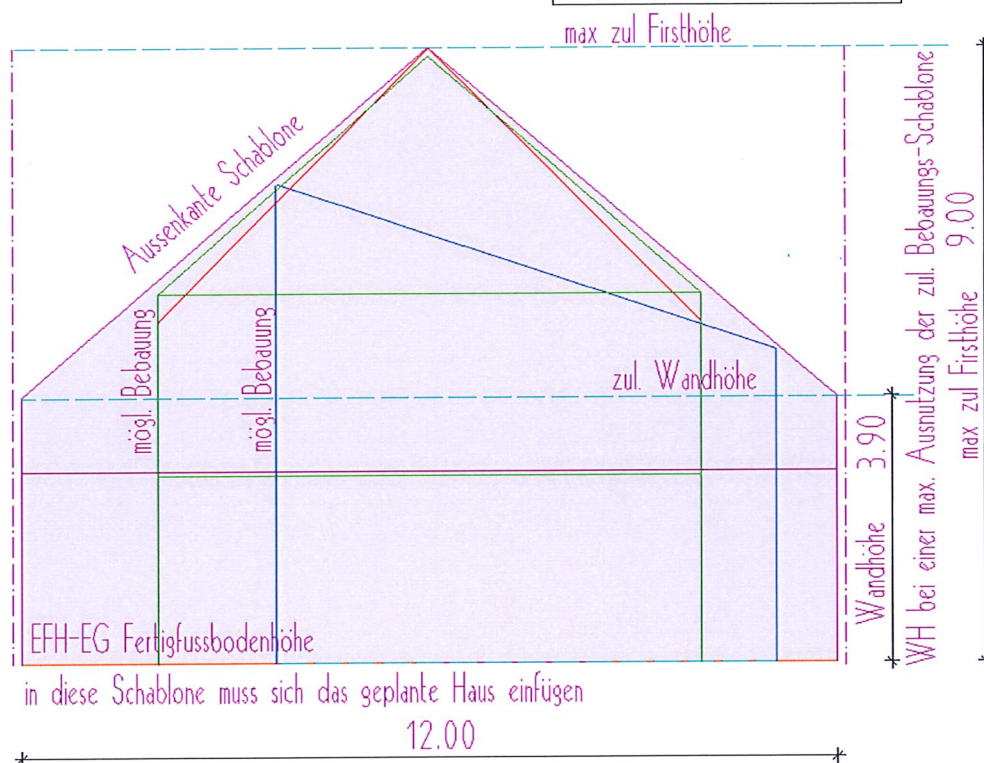 max zul Firsthöhe
Aussenkante Schablone
mögl. Bebauung
mögl. Bebauung
zul. Wandhöhe
3.90
Wandhöhe
WH bei einer max. Ausnutzung der zul. Bebauungs-Schablone
9.00
max zul Firsthöhe
EFH-EG Fertigfussbodenhöhe
in diese Schablone muss sich das geplante Haus einfügen
12.00